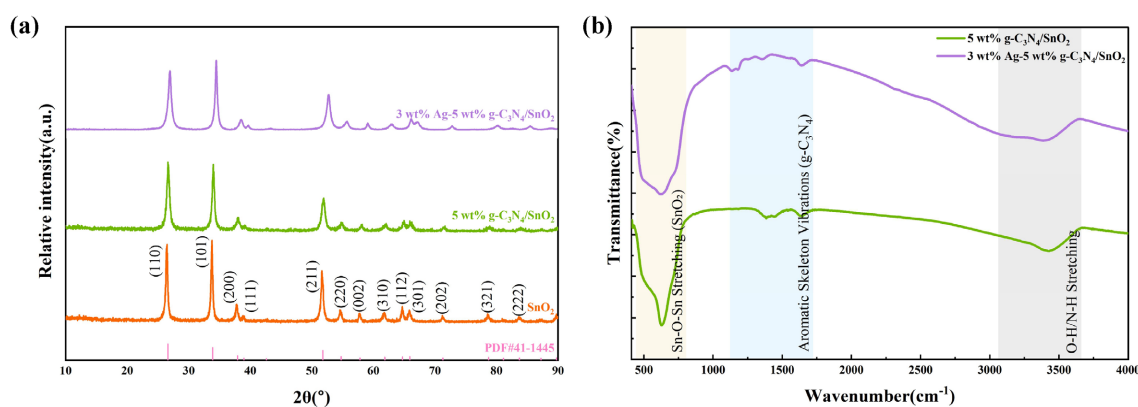 (a)
Relative intensity(a.u.)
3 wt% Ag-5 wt% g-C₃N₄/SnO₂
5 wt% g-C₃N₄/SnO₂
(110)
(101)
(200)
(111)
(211)
(220)
(002)
(310)
(112)
(301)
(202)
(321)
(222)
SnO₂
PDF#41-1445
10 20 30 40 50 60 70 80 90
2θ(°)
(b)
Transmittance(%)
5 wt% g-C₃N₄/SnO₂
3 wt% Ag-5 wt% g-C₃N₄/SnO₂
Sn-O-Sn Stretching (SnO₂
Aromatic Skeleton Vibrations (g-C₃N₄)
O-H/N-H Stretching
500 1000 1500 2000 2500 3000 3500 4000
Wavenumber(cm⁻¹)